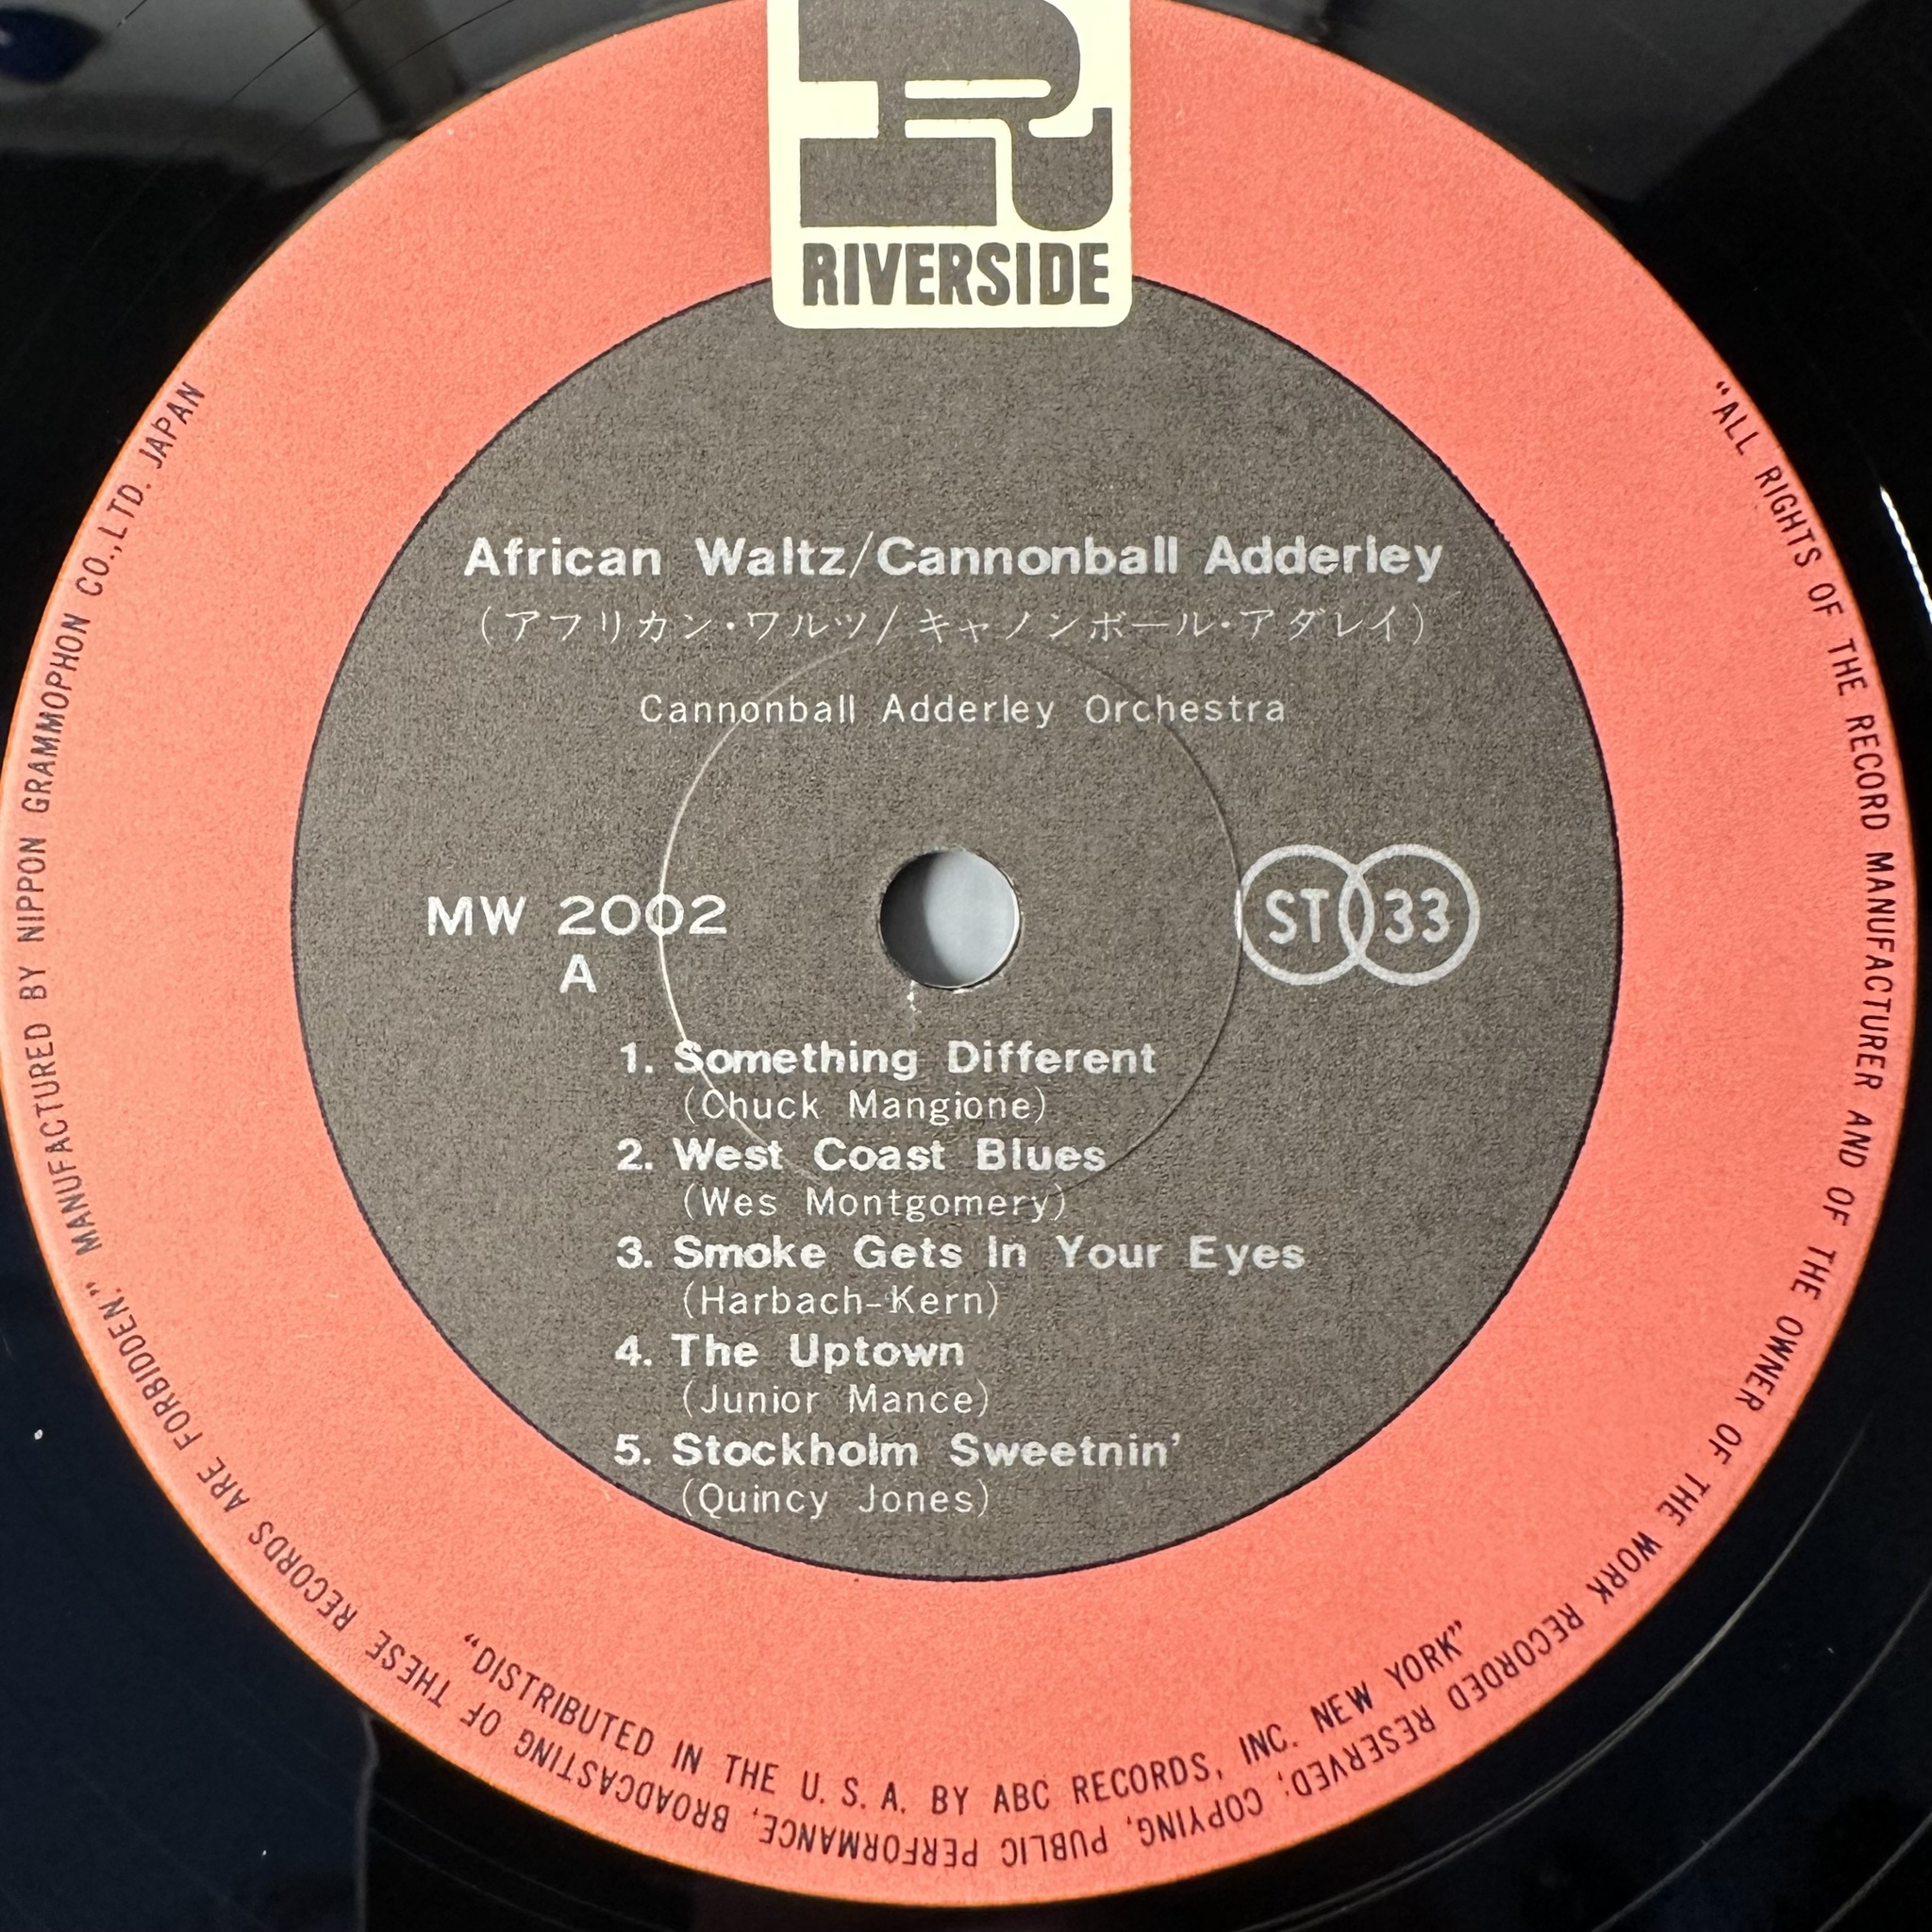 RIVERSIDE
African Waltz/Cannonball Adderley
(アフリカン・ワルツ/キャノンボール・アダレイ)
Cannonball Adderley Orchestra
MW 2002
A
ST 33
1. Something Different
(Chuck Mangione)
2. West Coast Blues
(Wes Montgomery)
3. Smoke Gets In Your Eyes
(Harbach-Kern)
4. The Uptown
(Junior Mance)
5. Stockholm Sweetnin'
(Quincy Jones)
"DISTRIBUTED IN THE U. S. A. BY ABC RECORDS, INC. NEW YORK"
"ALL RIGHTS OF THE RECORD MANUFACTURER AND OF THE OWNER OF THE WORK RECORDED RESERVED; COPYING, PUBLIC PERFORMANCE, BROADCASTING OF THESE RECORDS ARE FORBIDDEN." MANUFACTURED BY NIPPON GRAMMOPHON CO., LTD. JAPAN